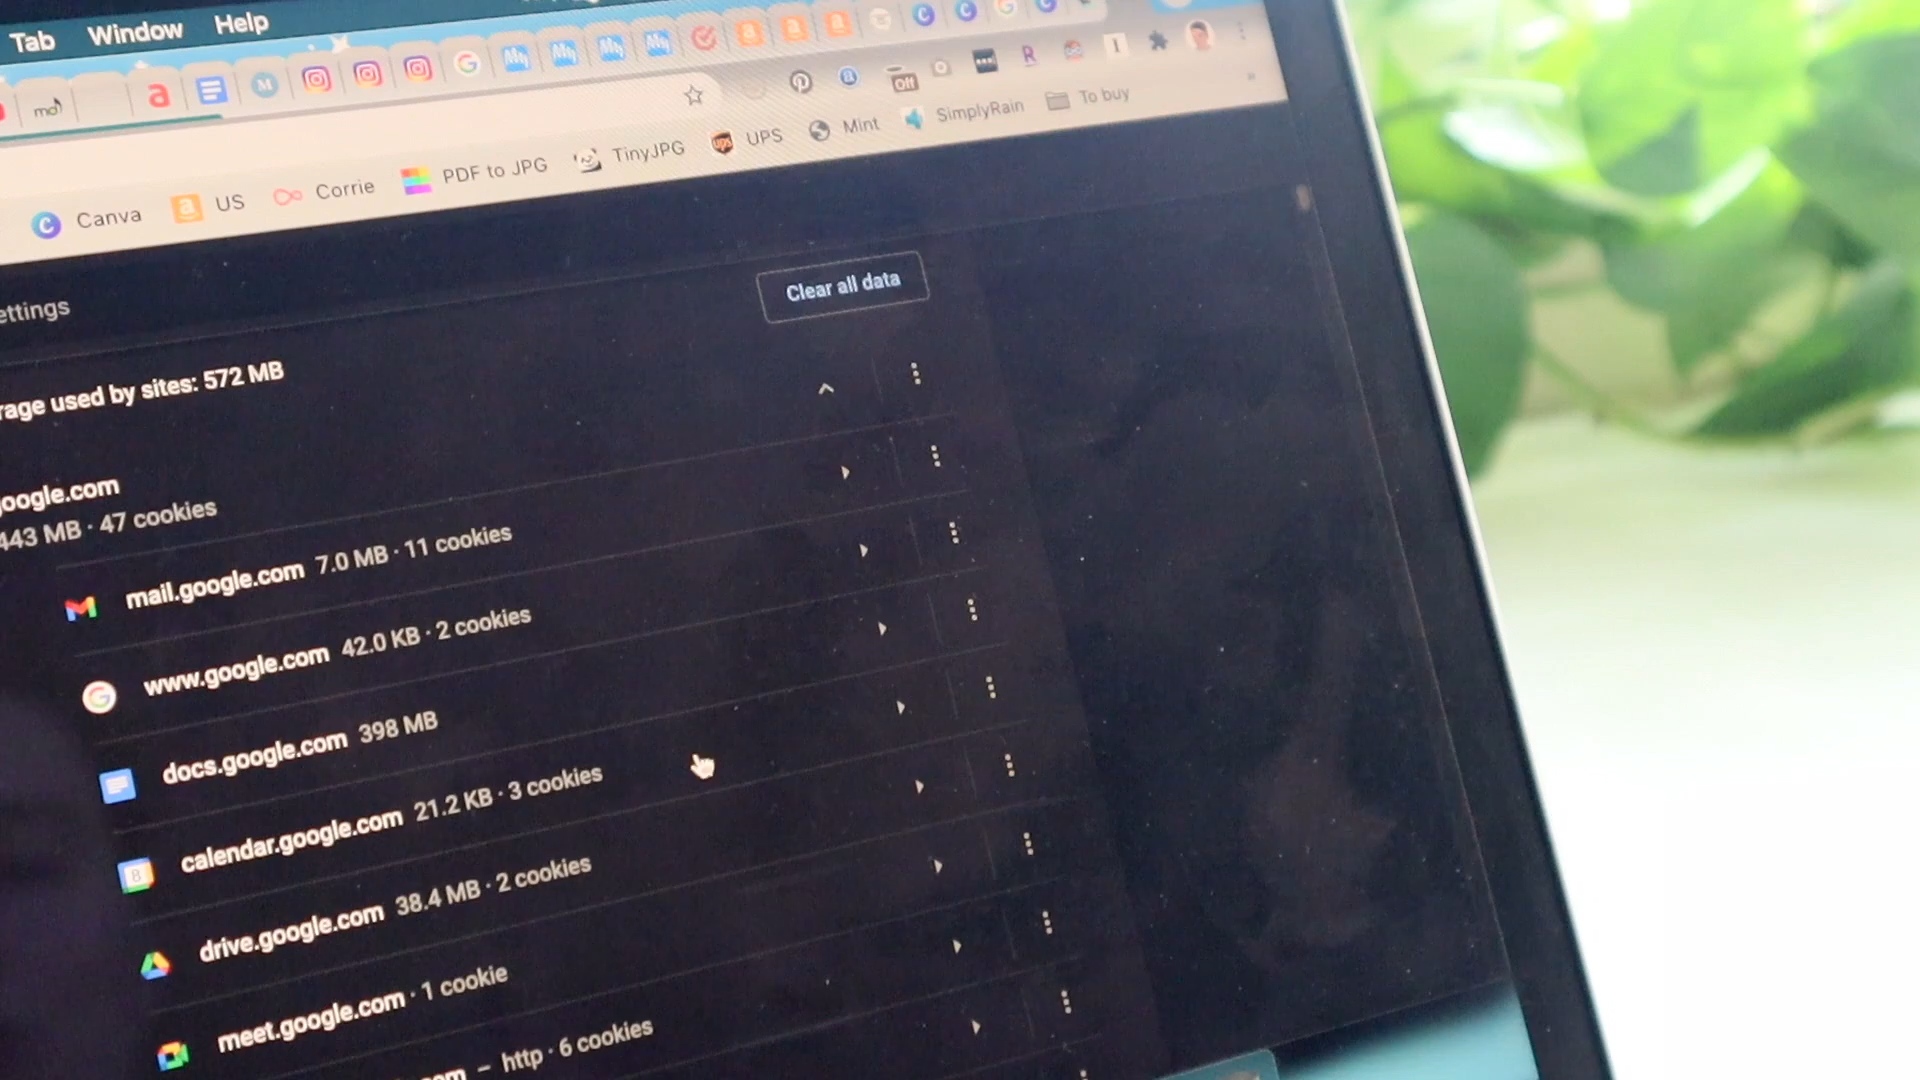 Tab Window Help
Off
Canva US Corrie PDF to JPG TinyJPG UPS Mint SimplyRain To buy
ettings
Clear all data
rage used by sites: 572 MB
google.com
443 MB · 47 cookies
mail.google.com 7.0 MB · 11 cookies
www.google.com 42.0 KB · 2 cookies
docs.google.com 398 MB
calendar.google.com 21.2 KB · 3 cookies
drive.google.com 38.4 MB · 2 cookies
meet.google.com · 1 cookie
om – http · 6 cookies